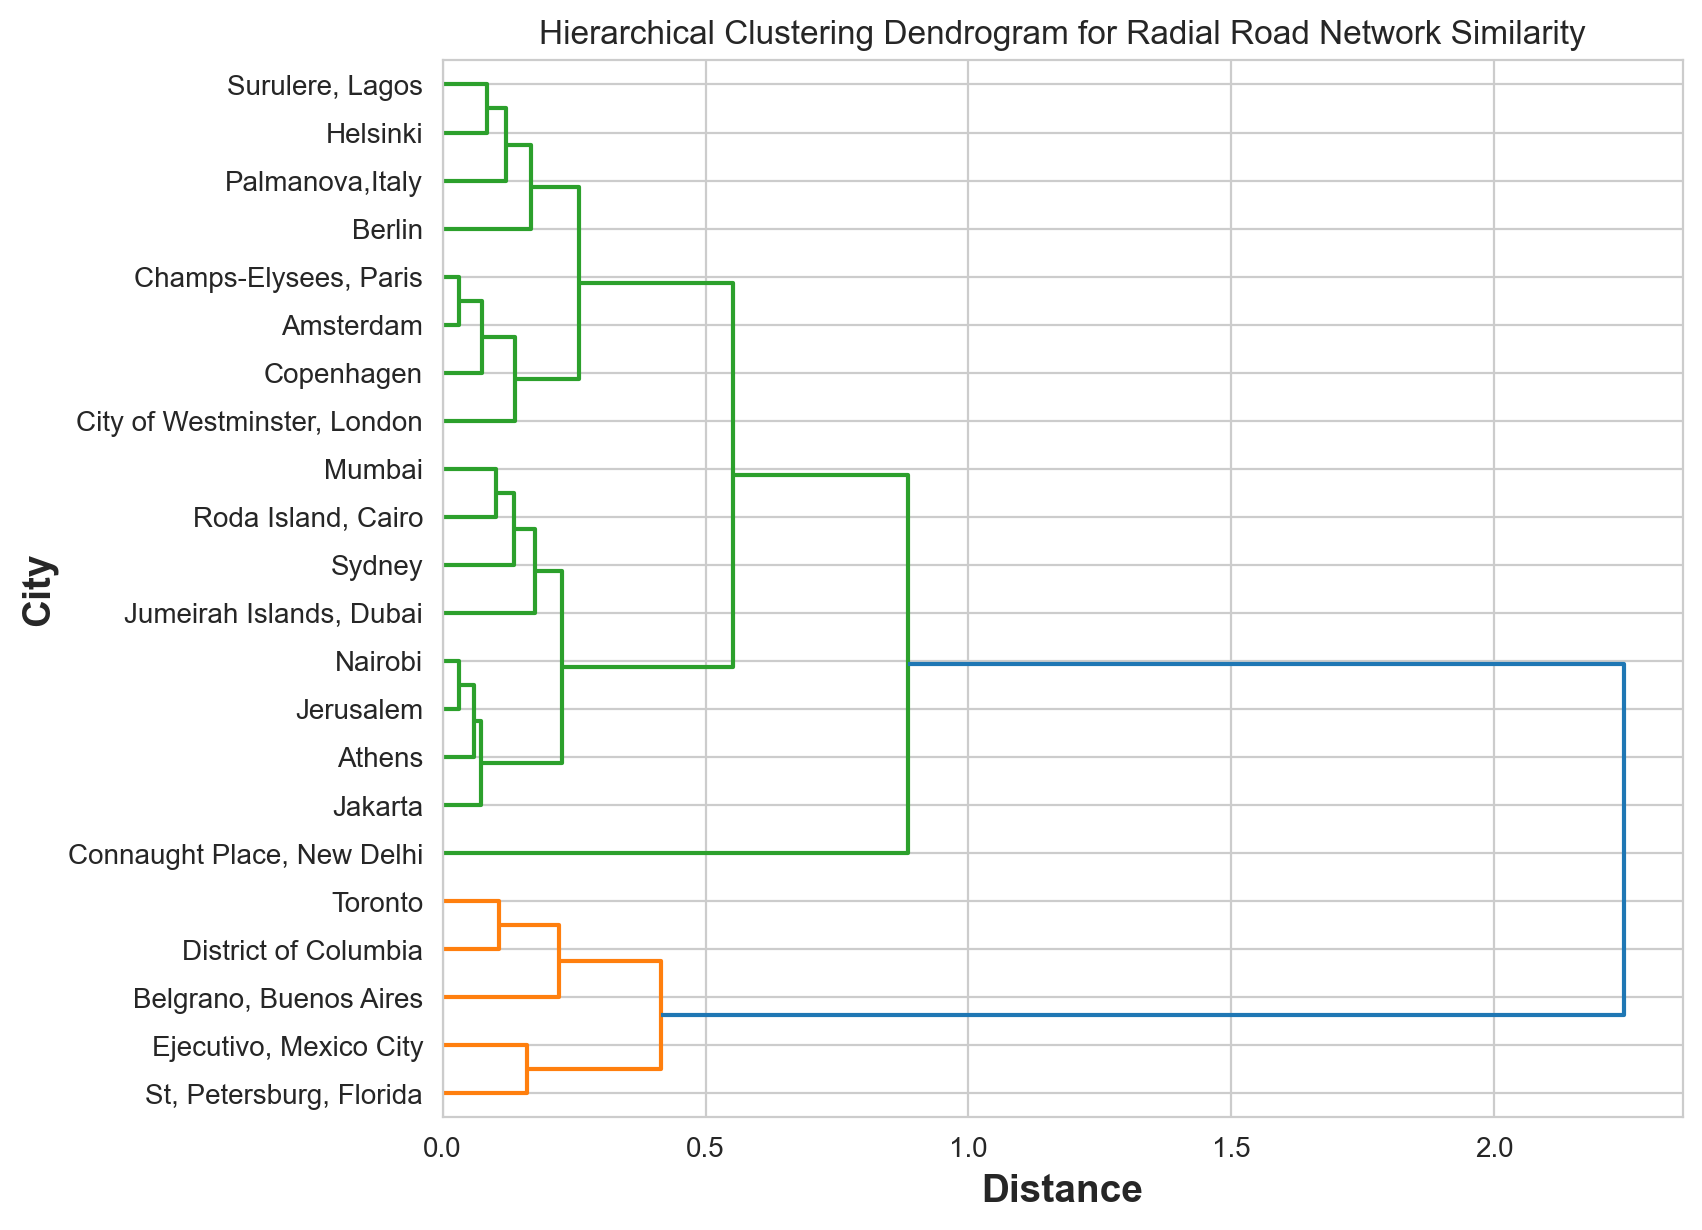 Hierarchical Clustering Dendrogram for Radial Road Network Similarity
Surulere, Lagos
Helsinki
Palmanova,Italy
Berlin
Champs-Elysees, Paris
Amsterdam
Copenhagen
City of Westminster, London
Mumbai
Roda Island, Cairo
Sydney
Jumeirah Islands, Dubai
Nairobi
Jerusalem
Athens
Jakarta
Connaught Place, New Delhi
Toronto
District of Columbia
Belgrano, Buenos Aires
Ejecutivo, Mexico City
St, Petersburg, Florida
City
0.0 0.5 1.0 1.5 2.0
Distance